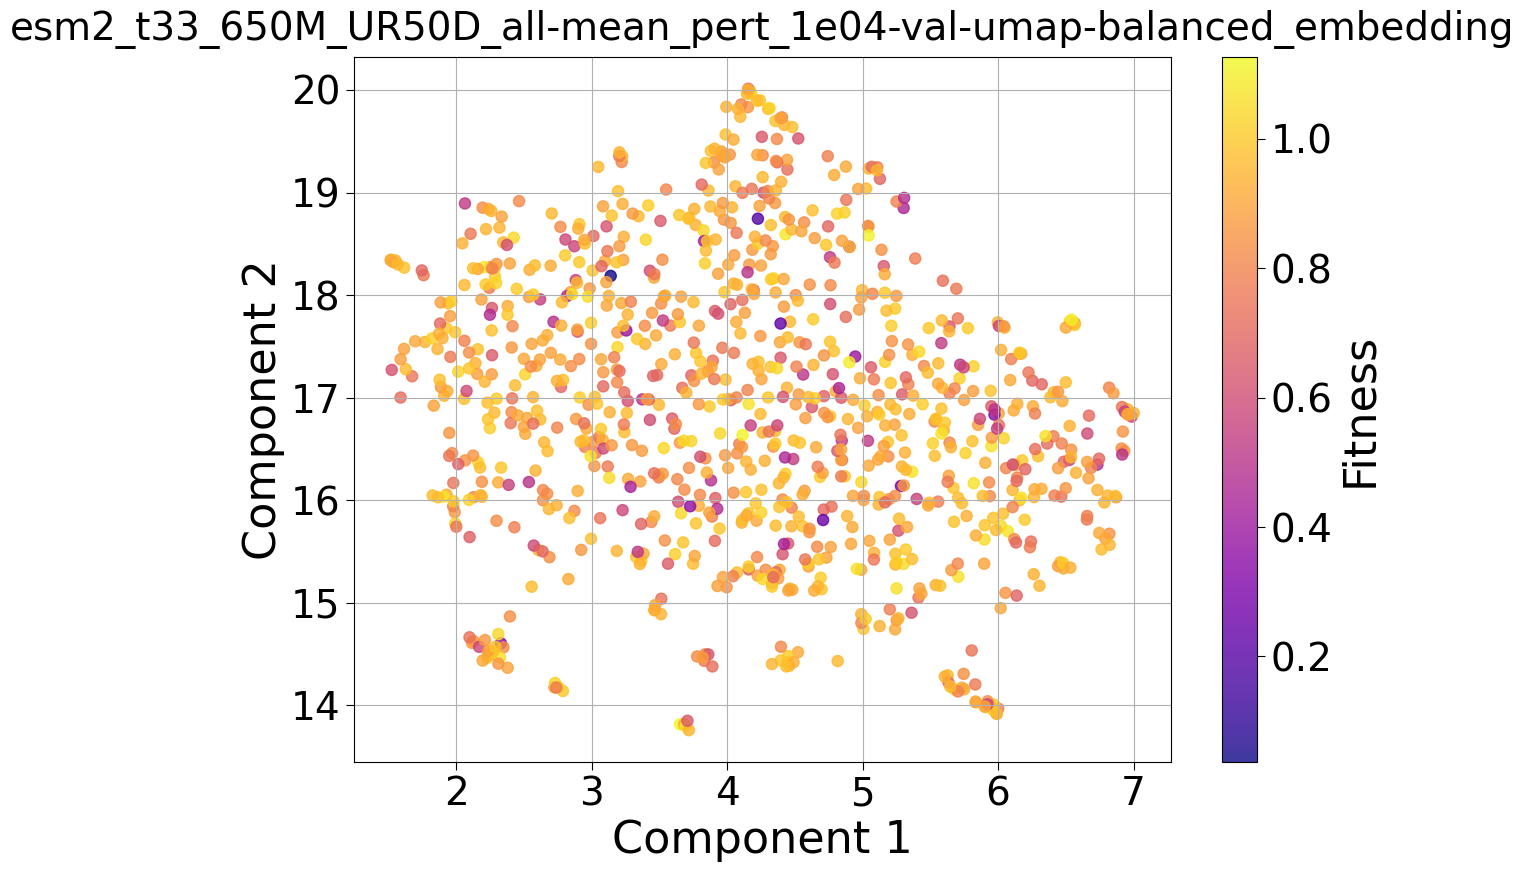 esm2_t33_650M_UR50D_all-mean_pert_1e04-val-umap-balanced_embedding
20
19
18
17
16
15
14
Component 2
2 3 4 5 6 7
Component 1
1.0
0.8
0.6
0.4
0.2
Fitness